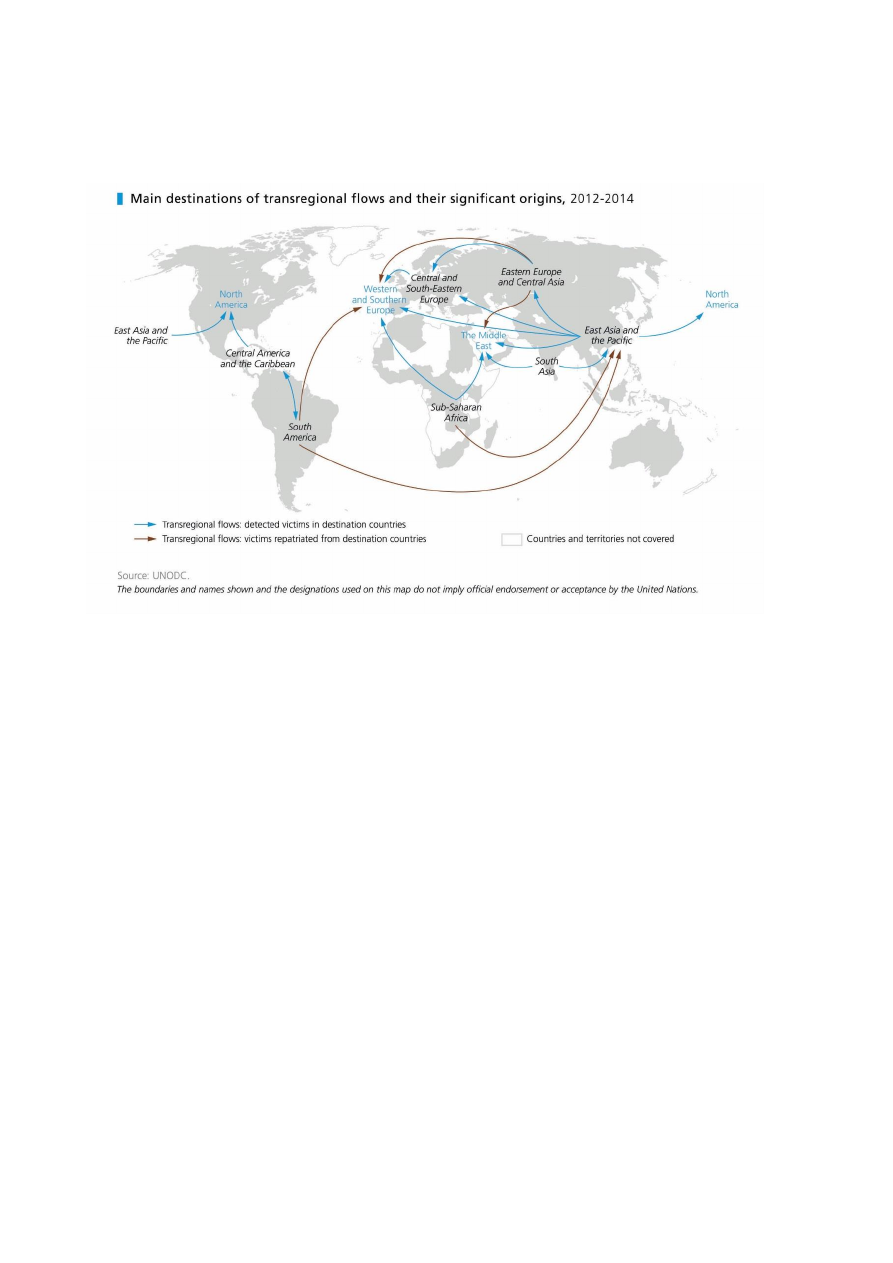 Main destinations of transregional flows and their significant origins, 2012-2014
North
America
East Asia and
the Pacific
Central America
and the Caribbean
South
America
Western
and Southern
Europe
Central and
South-Eastern
Europe
Eastern Europe
and Central Asia
The Middle
East
South
Asia
Sub-Saharan
Africa
East Asia and
the Pacific
North
America
Transregional flows: detected victims in destination countries
Transregional flows: victims repatriated from destination countries
Countries and territories not covered
Source: UNODC.
The boundaries and names shown and the designations used on this map do not imply official endorsement or acceptance by the United Nations.